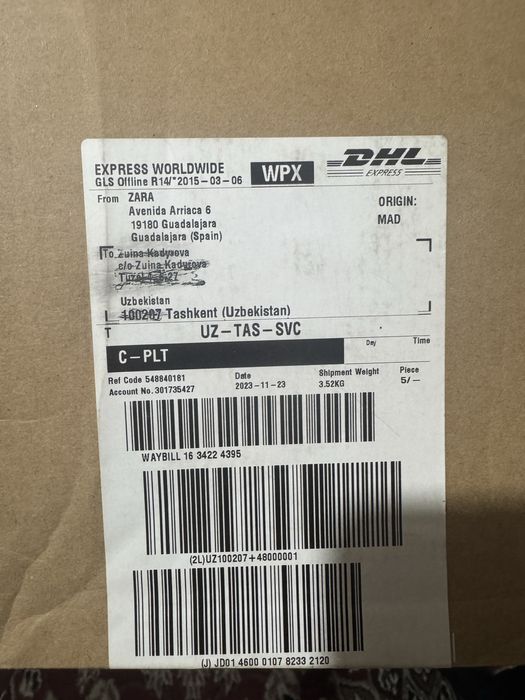 EXPRESS WORLDWIDE
GLS Offline R14/*2015-03-06
WPX
DHL
EXPRESS
From ZARA
Avenida Arriaca 6
19180 Guadalajara
Guadalajara (Spain)
ORIGIN:
MAD
To
Uzbekistan
Tashkent (Uzbekistan)
T UZ-TAS-SVC
C-PLT
Day Time
Ref Code 548840181
Account No. 301735427
Date
2023-11-23
Shipment Weight
3.52KG
Piece
5/-
WAYBILL 16 3422 4395
(2L)UZ100207+48000001
(J) JD01 4600 0107 8233 2120